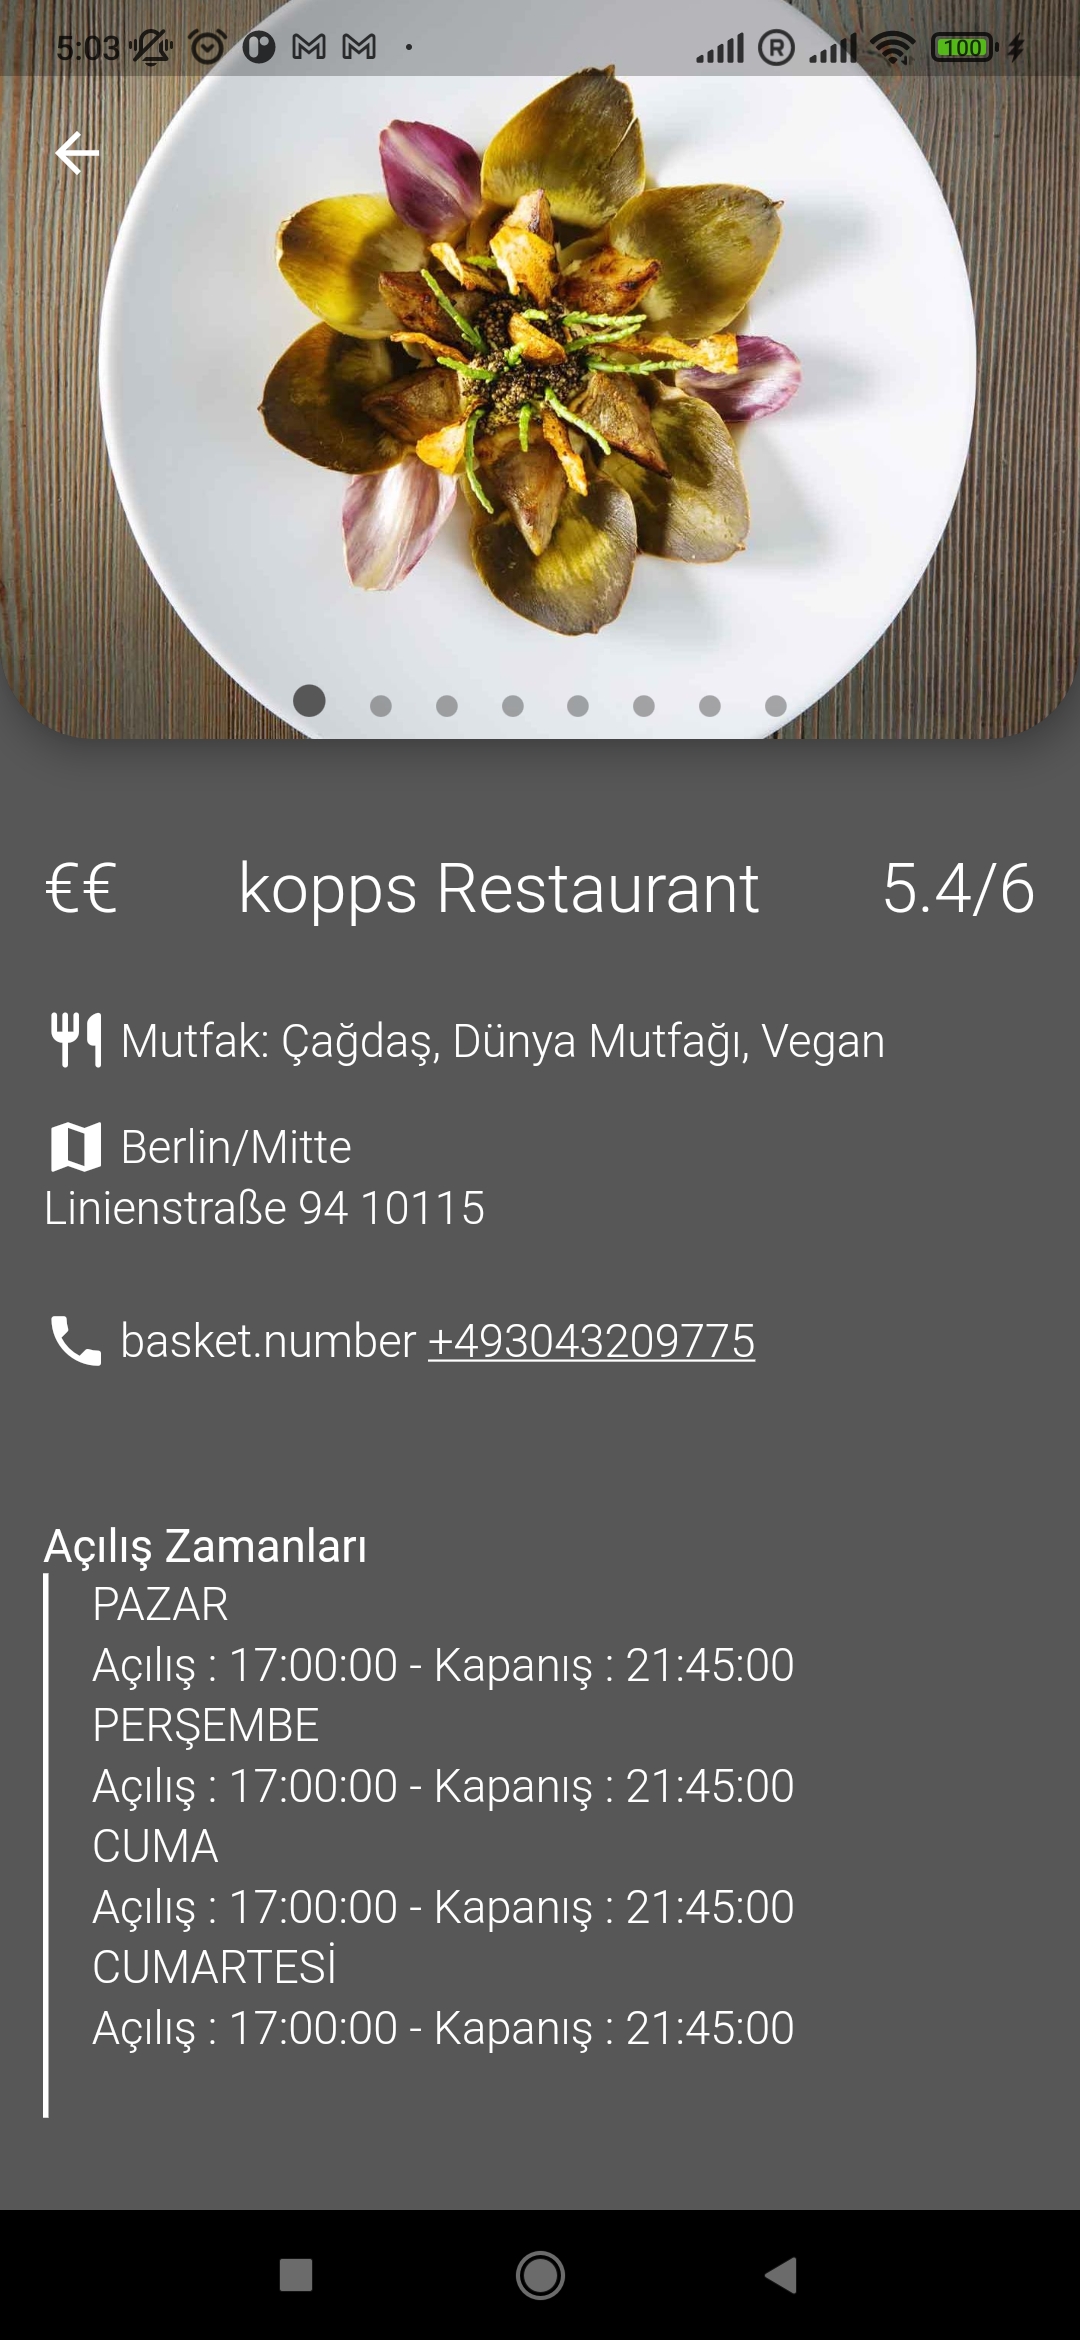 5:03
100
€€ kopps Restaurant 5.4/6
Mutfak: Çağdaş, Dünya Mutfağı, Vegan
Berlin/Mitte
Linienstraße 94 10115
basket.number +493043209775
Açılış Zamanları
PAZAR
Açılış : 17:00:00 - Kapanış : 21:45:00
PERŞEMBE
Açılış : 17:00:00 - Kapanış : 21:45:00
CUMA
Açılış : 17:00:00 - Kapanış : 21:45:00
CUMARTESİ
Açılış : 17:00:00 - Kapanış : 21:45:00